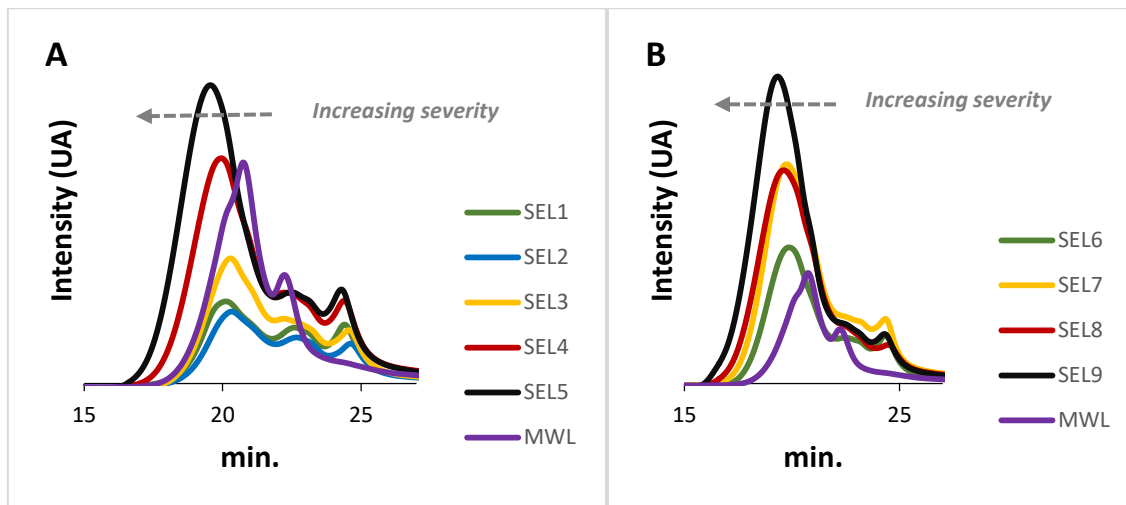 A
Increasing severity
Intensity (UA)
SEL1
SEL2
SEL3
SEL4
SEL5
MWL
15
20
25
min.
B
Increasing severity
Intensity (UA)
SEL6
SEL7
SEL8
SEL9
MWL
15
25
min.